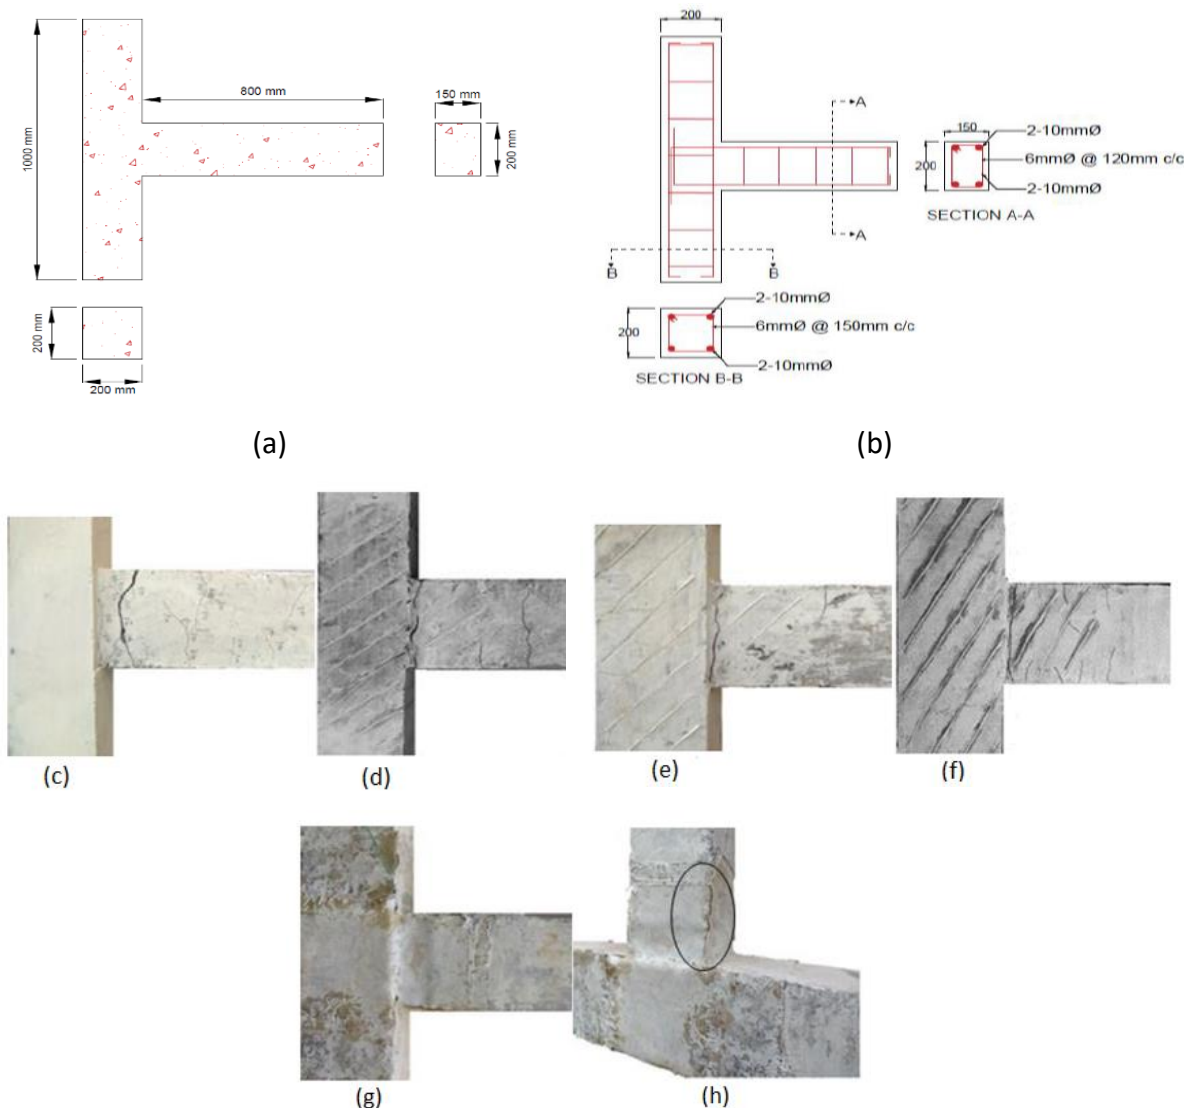 800 mm
150 mm
1000 mm
200 mm
200 mm
200 mm
(a)
200
A
A
150
200
2-10mmØ
6mmØ @ 120mm c/c
2-10mmØ
SECTION A-A
B
B
200
2-10mmØ
6mmØ @ 150mm c/c
2-10mmØ
SECTION B-B
(b)
(c)
(d)
(e)
(f)
(g)
(h)